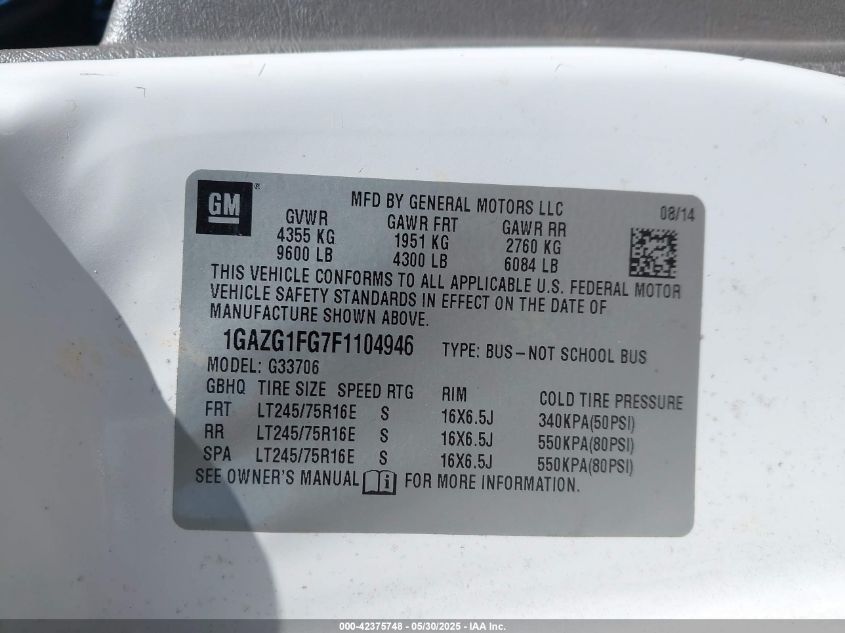 GM ®
MFD BY GENERAL MOTORS LLC
08/14
GVWR GAWR FRT GAWR RR
4355 KG 1951 KG 2760 KG
9600 LB 4300 LB 6084 LB
THIS VEHICLE CONFORMS TO ALL APPLICABLE U.S. FEDERAL MOTOR
VEHICLE SAFETY STANDARDS IN EFFECT ON THE DATE OF
MANUFACTURE SHOWN ABOVE.
1GAZG1FG7F1104946 TYPE: BUS-NOT SCHOOL BUS
MODEL: G33706
GBHQ TIRE SIZE SPEED RTG RIM COLD TIRE PRESSURE
FRT LT245/75R16E S 16X6.5J 340KPA(50PSI)
RR LT245/75R16E S 16X6.5J 550KPA(80PSI)
SPA LT245/75R16E S 16X6.5J 550KPA(80PSI)
SEE OWNER'S MANUAL i FOR MORE INFORMATION.
000-42375748 - 05/30/2025 - IAA Inc.